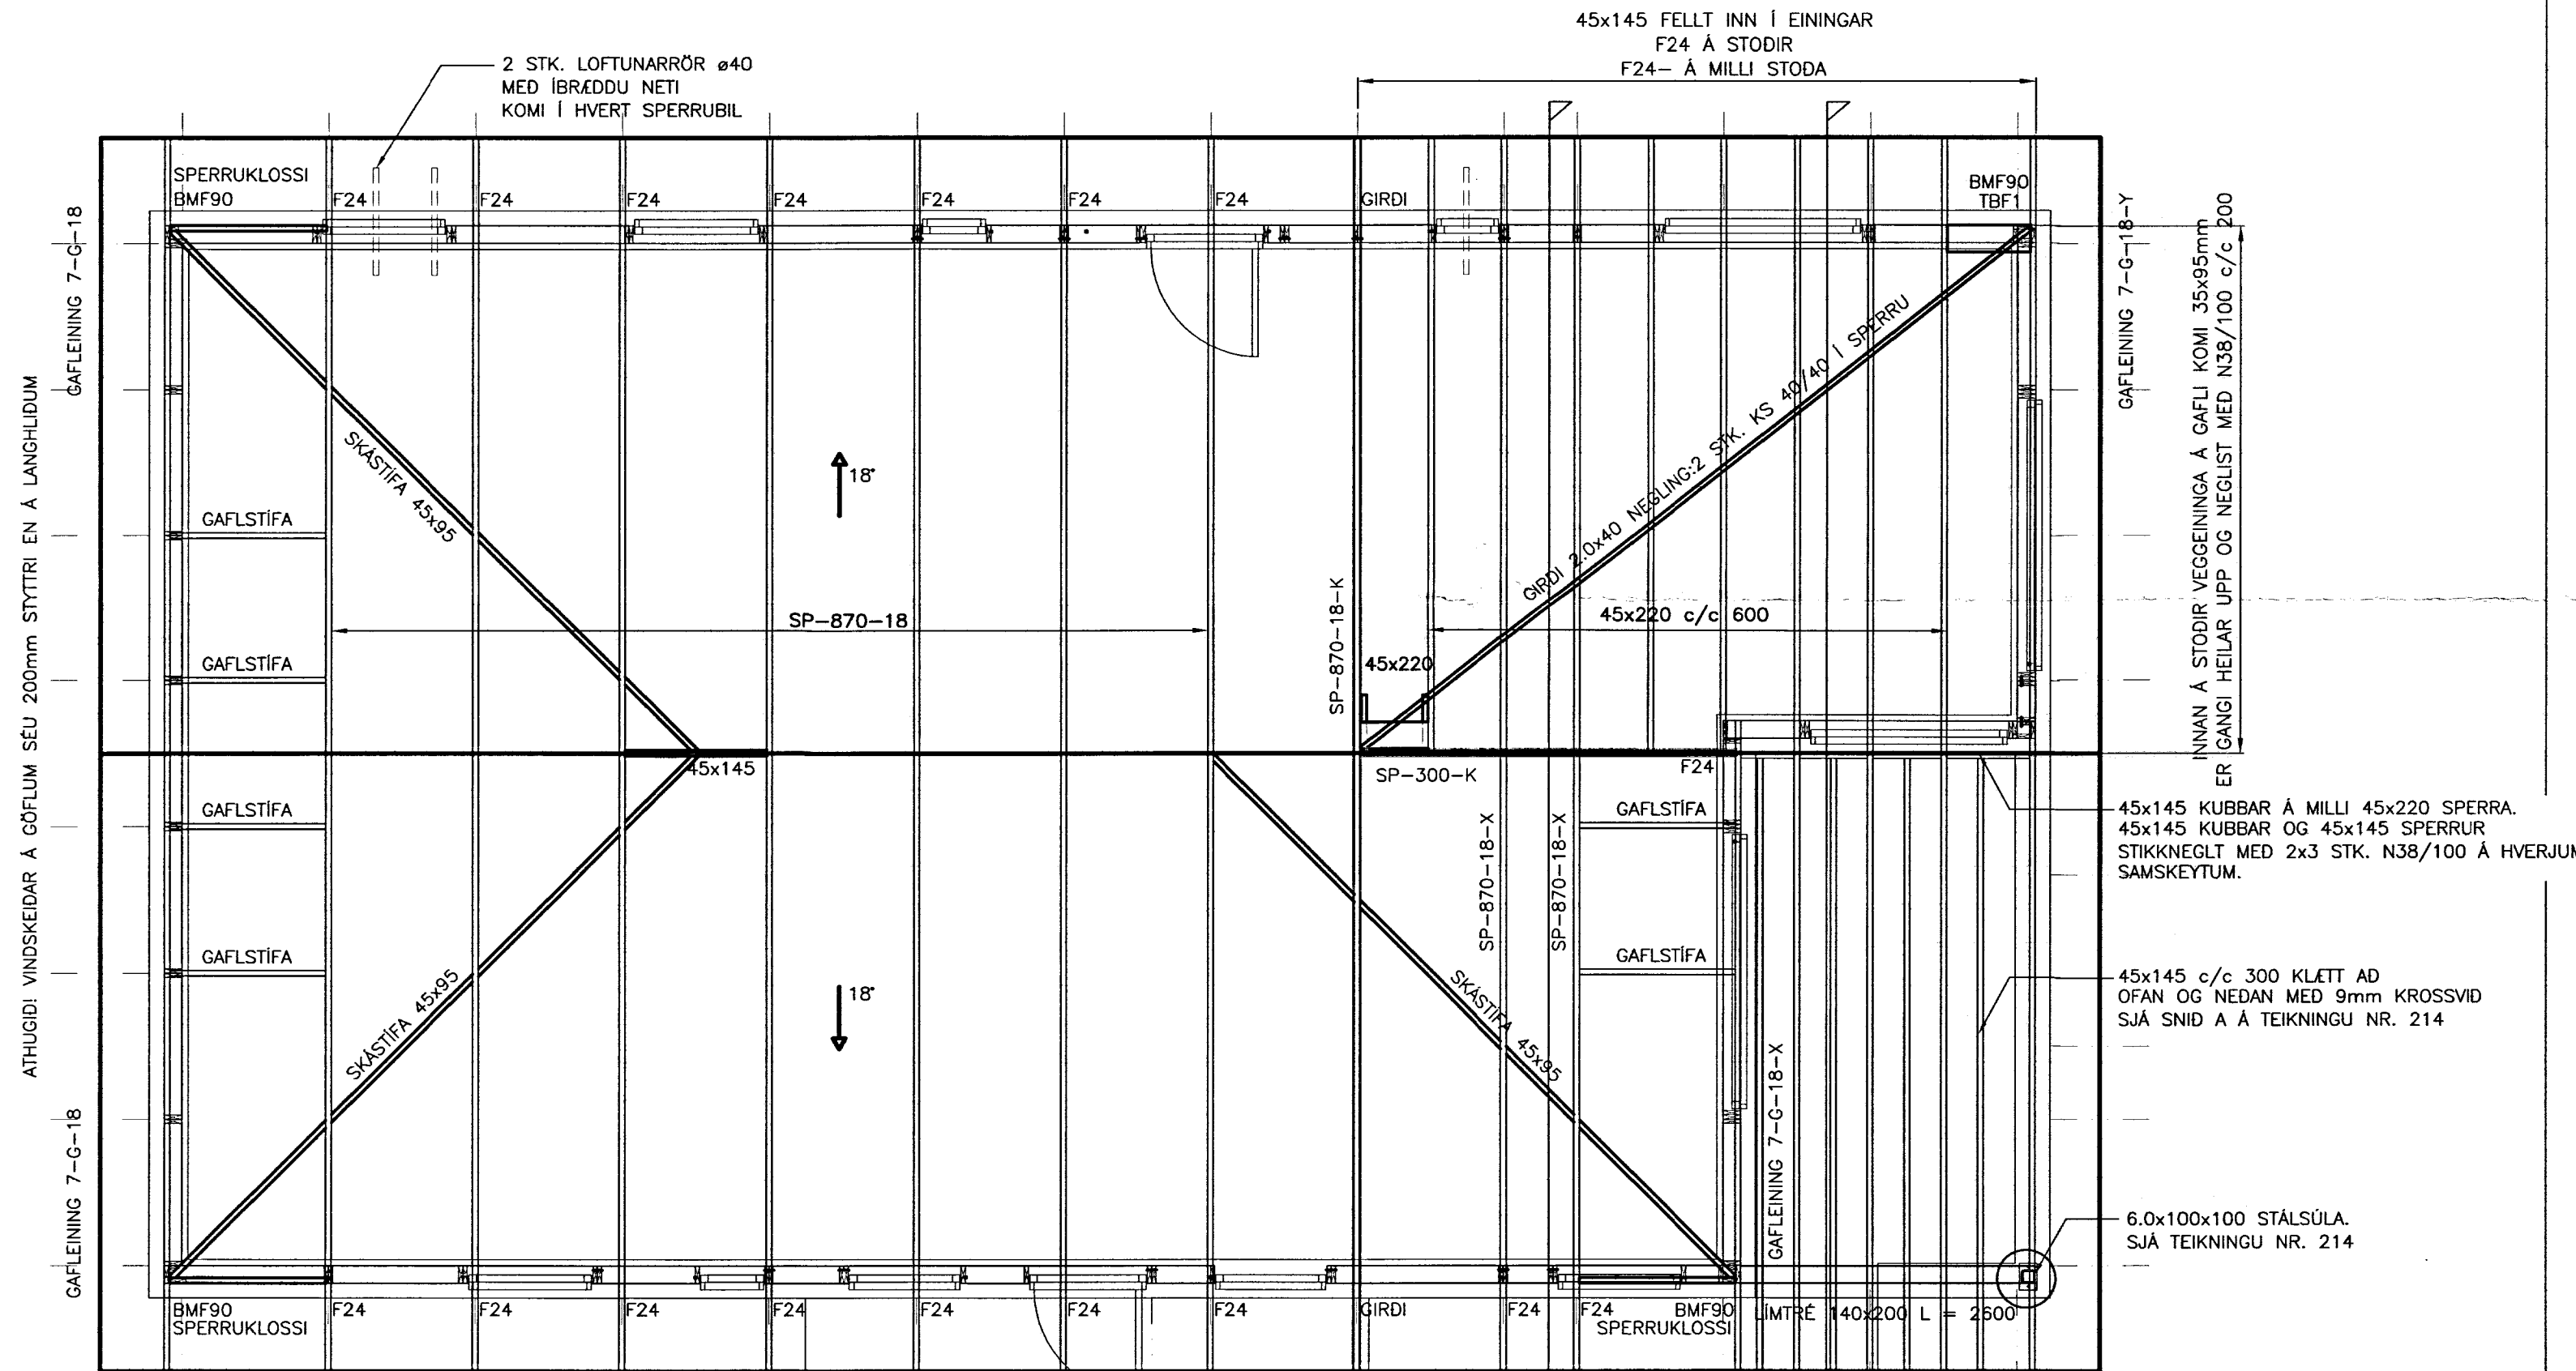 45x145 FELLT INN Í EININGAR
F24 Á STOÐIR
F24- Á MILLI STOÐA
2 STK. LOFTUNARRÖR ø40
MEÐ ÍBRÆDDU NETI
KOMI Í HVERT SPERRUBIL
SPERRUKLOSSI
BMF90
F24
F24
F24
F24
F24
F24
F24
GIRÐI
BMF90
TBF1
GAFLEINING 7-G-18
GAFLEINING 7-G-18-Y
INNAN Á STOÐIR VEGGEININGA Á GAFLI KOMI 35x95mm
ER GANGI HEILAR UPP OG NEGLIST MEÐ N38/100 c/c 200
ATHUGIÐ! VINDSKEIÐAR Á GÖFLUM SÉU 200mm STYTTRI EN Á LANGHLIÐUM
SKÁSTÍFA 45x95
18°
GIRÐI 2.0x40 NEGLING:2 STK. KS 40/40 Í SPERRU
GAFLSTÍFA
SP-870-18
SP-870-18-K
45x220 c/c 600
GAFLSTÍFA
45x220
45x145
SP-300-K
F24
GAFLSTÍFA
GAFLSTÍFA
SP-870-18-X
SP-870-18-X
45x145 KUBBAR Á MILLI 45x220 SPERRA.
45x145 KUBBAR OG 45x145 SPERRUR
STIKKNEGLT MEÐ 2x3 STK. N38/100 Á HVERJUM
SAMSKEYTUM.
GAFLSTÍFA
GAFLSTÍFA
SKÁSTÍFA 45x95
18°
SKÁSTÍFA 45x95
45x145 c/c 300 KLÆTT AÐ
OFAN OG NEÐAN MEÐ 9mm KROSSVIÐ
SJÁ SNIÐ A Á TEIKNINGU NR. 214
GAFLEINING 7-G-18
GAFLEINING 7-G-18-X
6.0x100x100 STÁLSÚLA.
SJÁ TEIKNINGU NR. 214
BMF90
SPERRUKLOSSI
F24
F24
F24
F24
F24
F24
F24
GIRÐI
F24
F24
BMF90
SPERRUKLOSSI
LÍMTRÉ 140x200 L = 2600